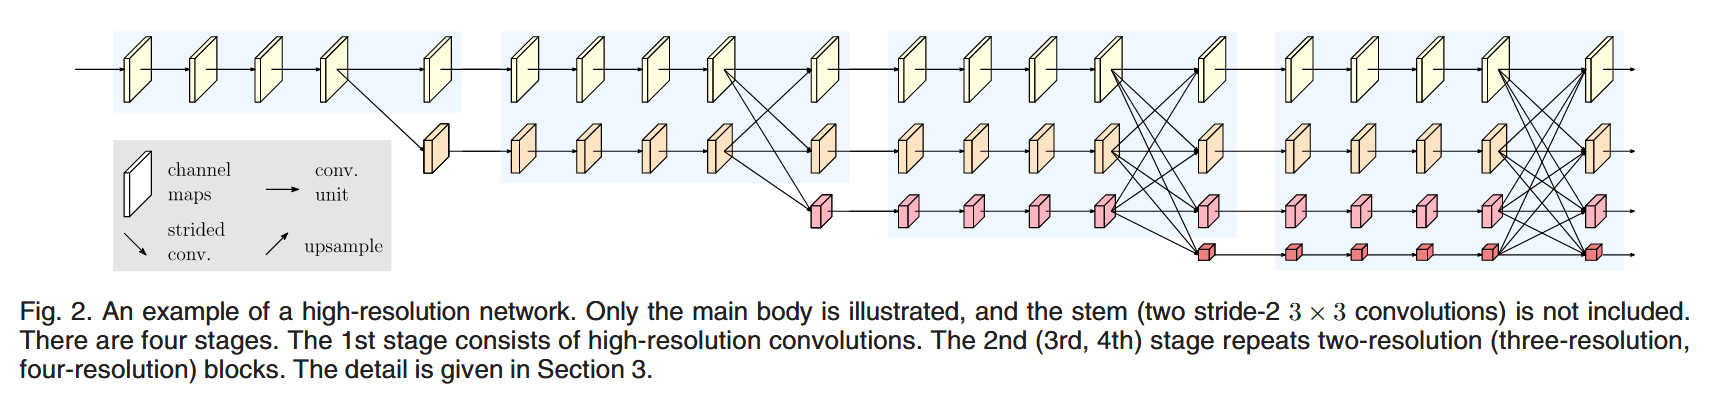 channel
maps
conv.
unit
strided
conv.
upsample
Fig. 2. An example of a high-resolution network. Only the main body is illustrated, and the stem (two stride-2 3 × 3 convolutions) is not included.
There are four stages. The 1st stage consists of high-resolution convolutions. The 2nd (3rd, 4th) stage repeats two-resolution (three-resolution,
four-resolution) blocks. The detail is given in Section 3.